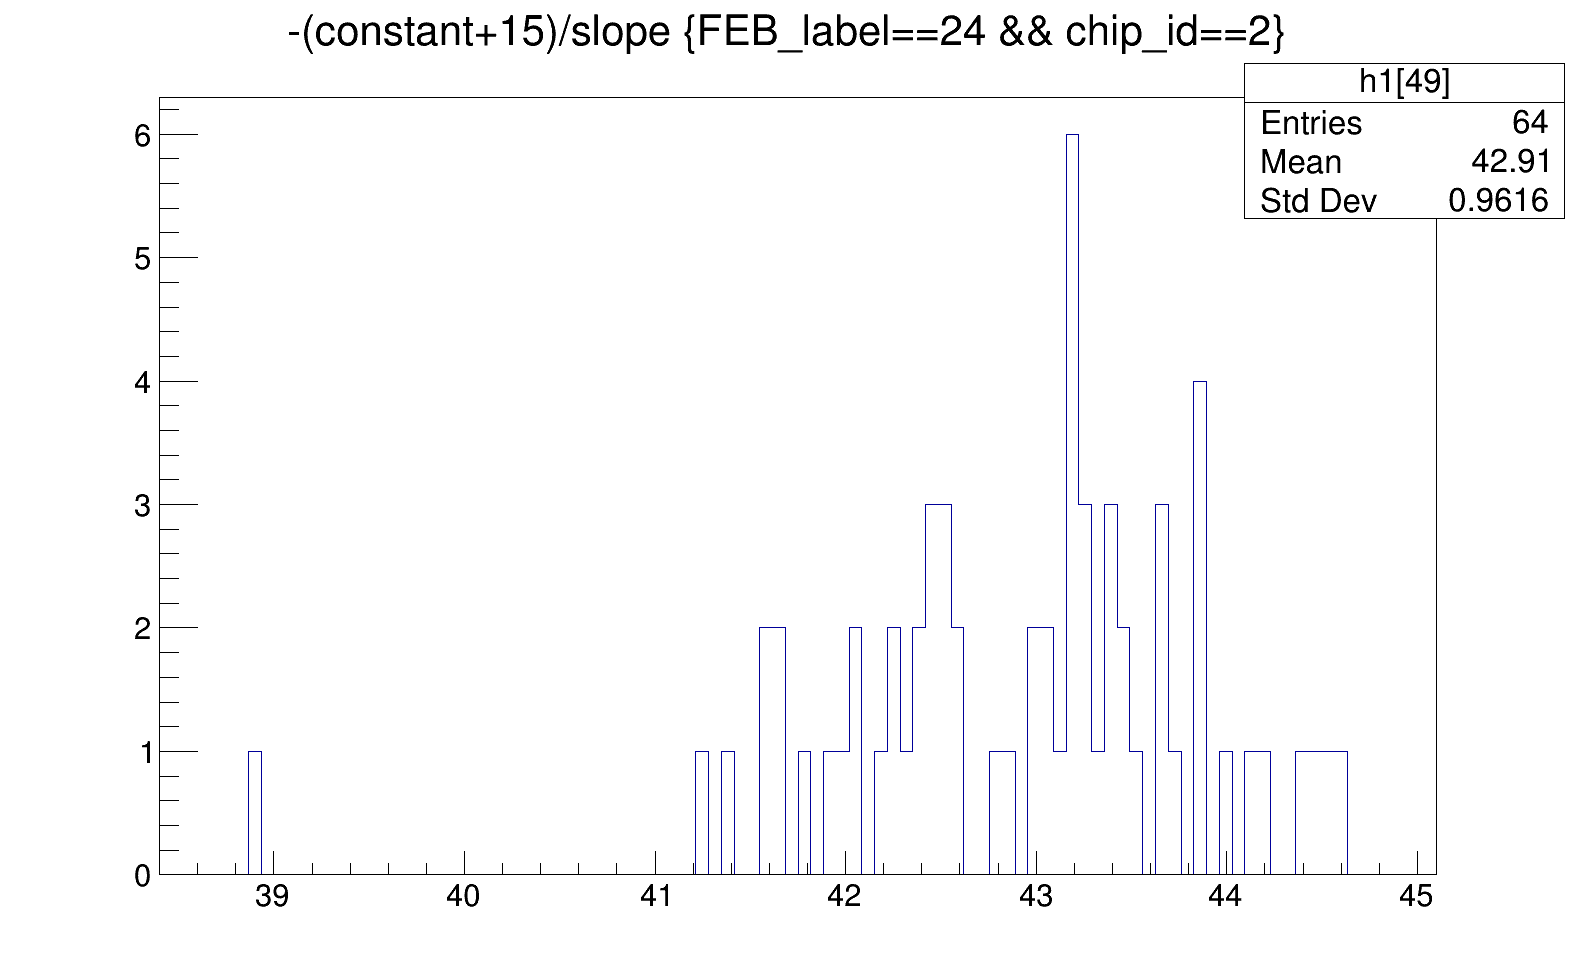 -(constant+15)/slope {FEB_label==24 && chip_id==2}
h1[49]
Entries 64
Mean 42.91
Std Dev 0.9616
6
5
4
3
2
1
0
39 40 41 42 43 44 45